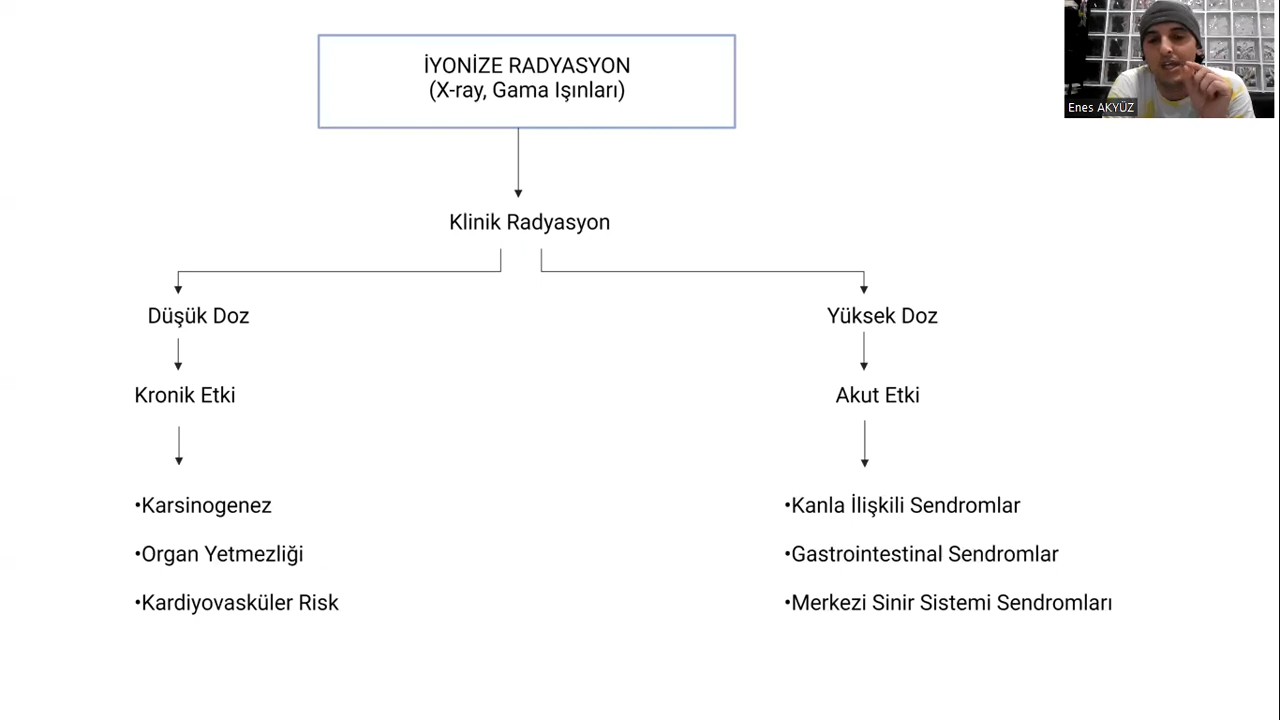 İYONİZE RADYASYON
(X-ray, Gama Işınları)
Enes AKYÜZ
Klinik Radyasyon
Düşük Doz
Yüksek Doz
Kronik Etki
Akut Etki
•Karsinogenez
•Organ Yetmezliği
•Kardiyovasküler Risk
•Kanla İlişkili Sendromlar
•Gastrointestinal Sendromlar
•Merkezi Sinir Sistemi Sendromları